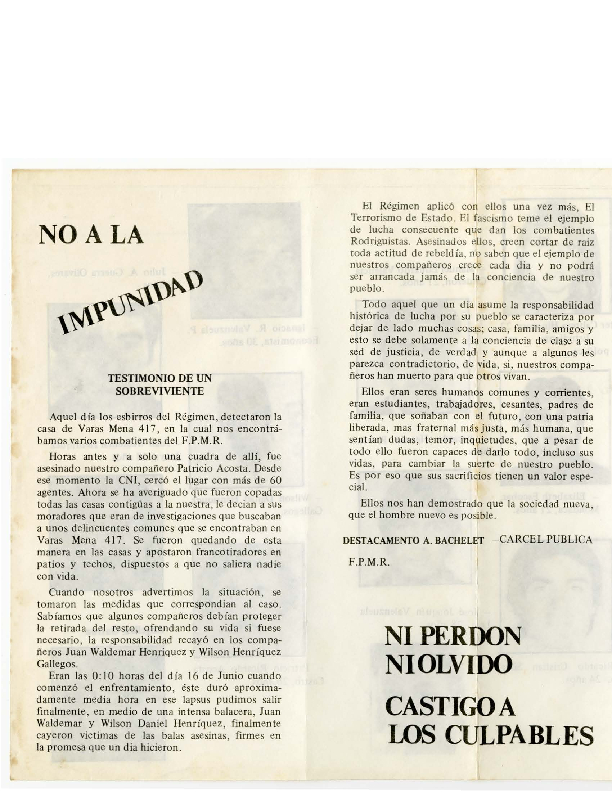 NO A LA
IMPUNIDAD
TESTIMONIO DE UN
SOBREVIVIENTE
Aquel día los esbirros del Régimen, detectaron la
casa de Varas Mena 417, en la cual nos encontrá-
bamos varios combatientes del F.P.M.R.
Horas antes y a solo una cuadra de allí, fue
asesinado nuestro compañero Patricio Acosta. Desde
ese momento la CNI, cercó el lugar con más de 60
agentes. Ahora se ha averiguado que fueron copadas
todas las casas contigüas a la nuestra, le decían a sus
moradores que eran de investigaciones que buscaban
a unos delincuentes comunes que se encontraban en
Varas Mena 417. Se fueron quedando de esta
manera en las casas y apostaron francotiradores en
patios y techos, dispuestos a que no saliera nadie
con vida.
Cuando nosotros advertimos la situación, se
tomaron las medidas que correspondían al caso.
Sabíamos que algunos compañeros debían proteger
la retirada del resto, ofrendando su vida si fuese
necesario, la responsabilidad recayó en los compa-
ñeros Juan Waldemar Henriquez y Wilson Henríquez
Gallegos.
Eran las 0:10 horas del día 16 de Junio cuando
comenzó el enfrentamiento, éste duró aproxima-
damente media hora en ese lapsus pudimos salir
finalmente, en medio de una intensa balacera, Juan
Waldemar y Wilson Daniel Henríquez, finalmente
cayeron victimas de las balas asesinas, firmes en
la promesa que un día hicieron.
El Régimen aplicó con ellos una vez más, El
Terrorismo de Estado. El fascismo teme el ejemplo
de lucha consecuente que dan los combatientes
Rodriguistas. Asesinados ellos, creen cortar de raíz
toda actitud de rebeldía, no saben que el ejemplo de
nuestros compañeros crece cada día y no podrá
ser arrancada jamás de la conciencia de nuestro
pueblo.
Todo aquel que un día asume la responsabilidad
histórica de lucha por su pueblo se caracteriza por
dejar de lado muchas cosas; casa, familia, amigos y
esto se debe solamente a la conciencia de clase a su
sed de justicia, de verdad y aunque a algunos les
parezca contradictorio, de vida, si, nuestros compa-
ñeros han muerto para que otros vivan.
Ellos eran seres humanos comunes y corrientes,
eran estudiantes, trabajadores, cesantes, padres de
familia, que soñaban con el futuro, con una patria
liberada, mas fraternal más justa, más humana, que
sentían dudas, temor, inquietudes, que a pesar de
todo ello fueron capaces de darlo todo, incluso sus
vidas, para cambiar la suerte de nuestro pueblo.
Es por eso que sus sacrificios tienen un valor espe-
cial.
Ellos nos han demostrado que la sociedad nueva,
que el hombre nuevo es posible.
DESTACAMENTO A. BACHELET – CARCEL PUBLICA
F.P.M.R.
NI PERDON
NI OLVIDO
CASTIGO A
LOS CULPABLES